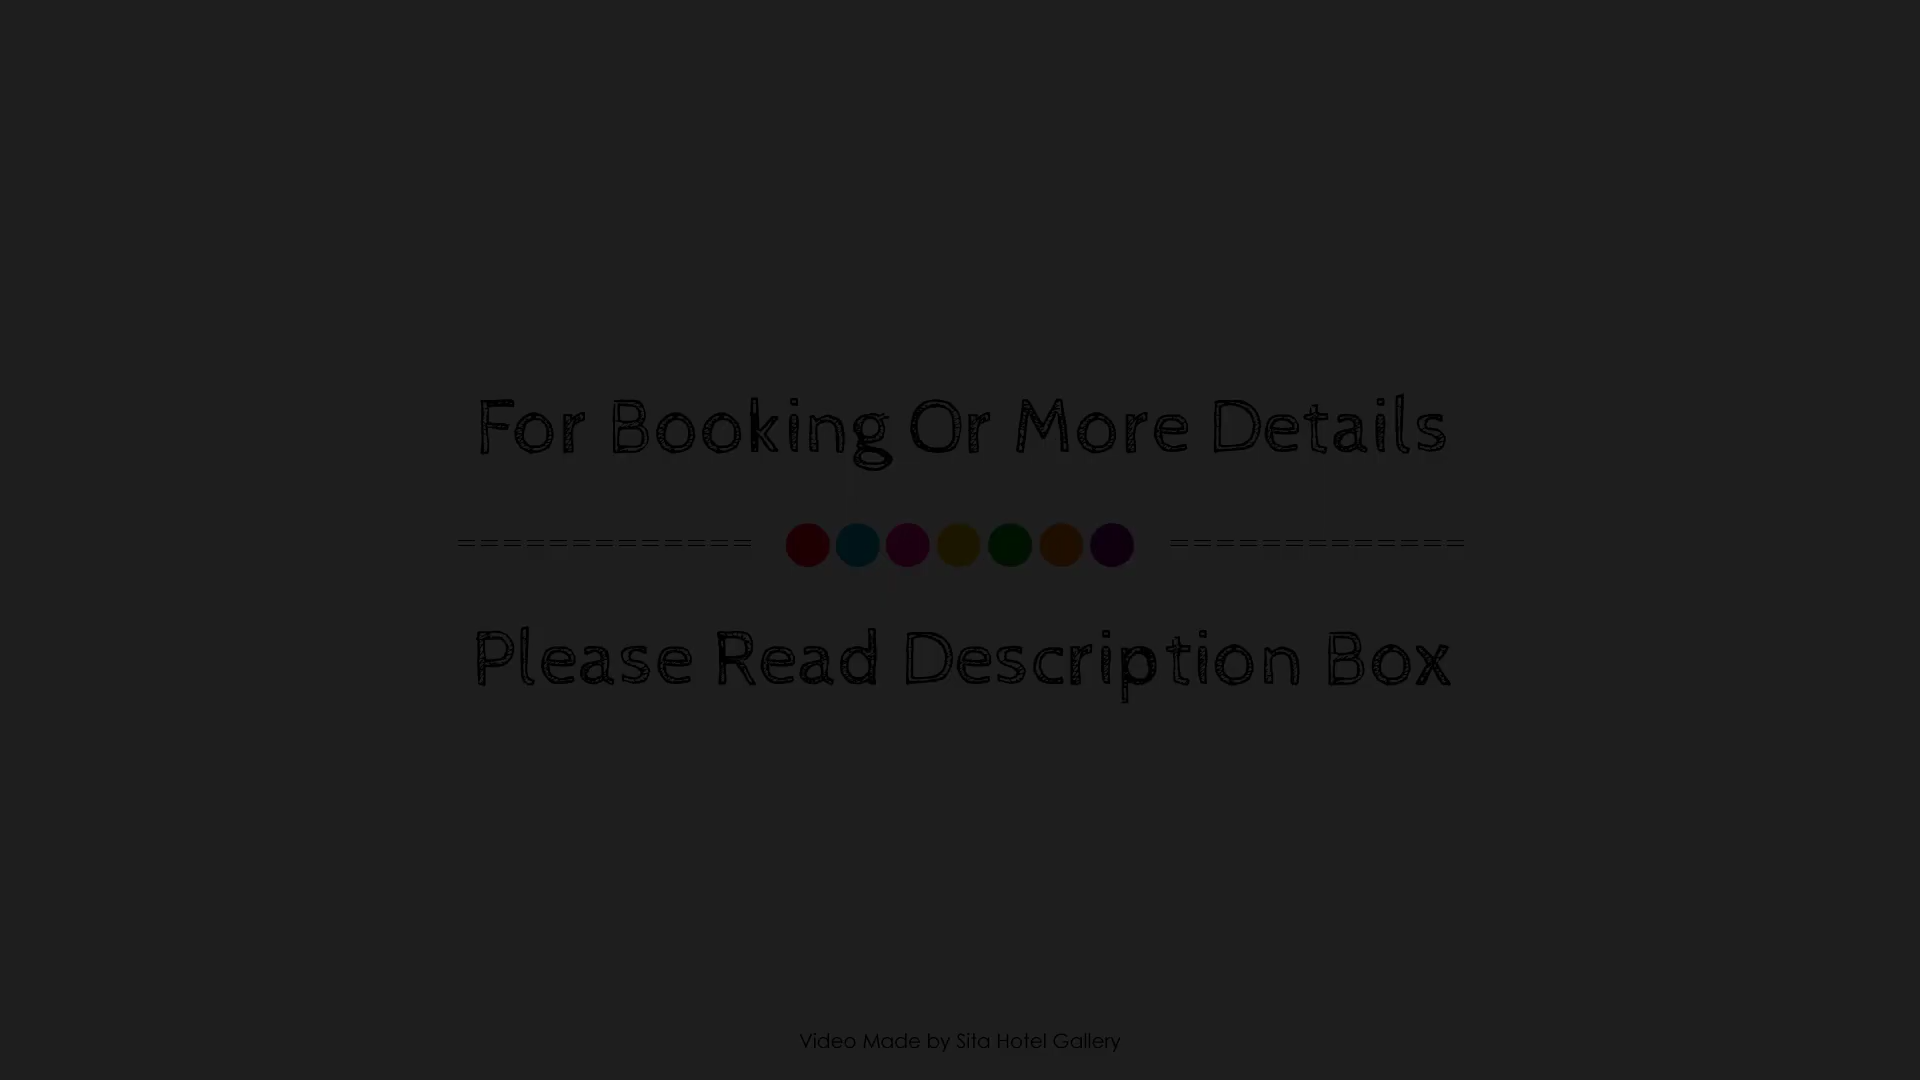 For Booking Or More Details
============= =============
Please Read Description Box
Video Made by Sita Hotel Gallery